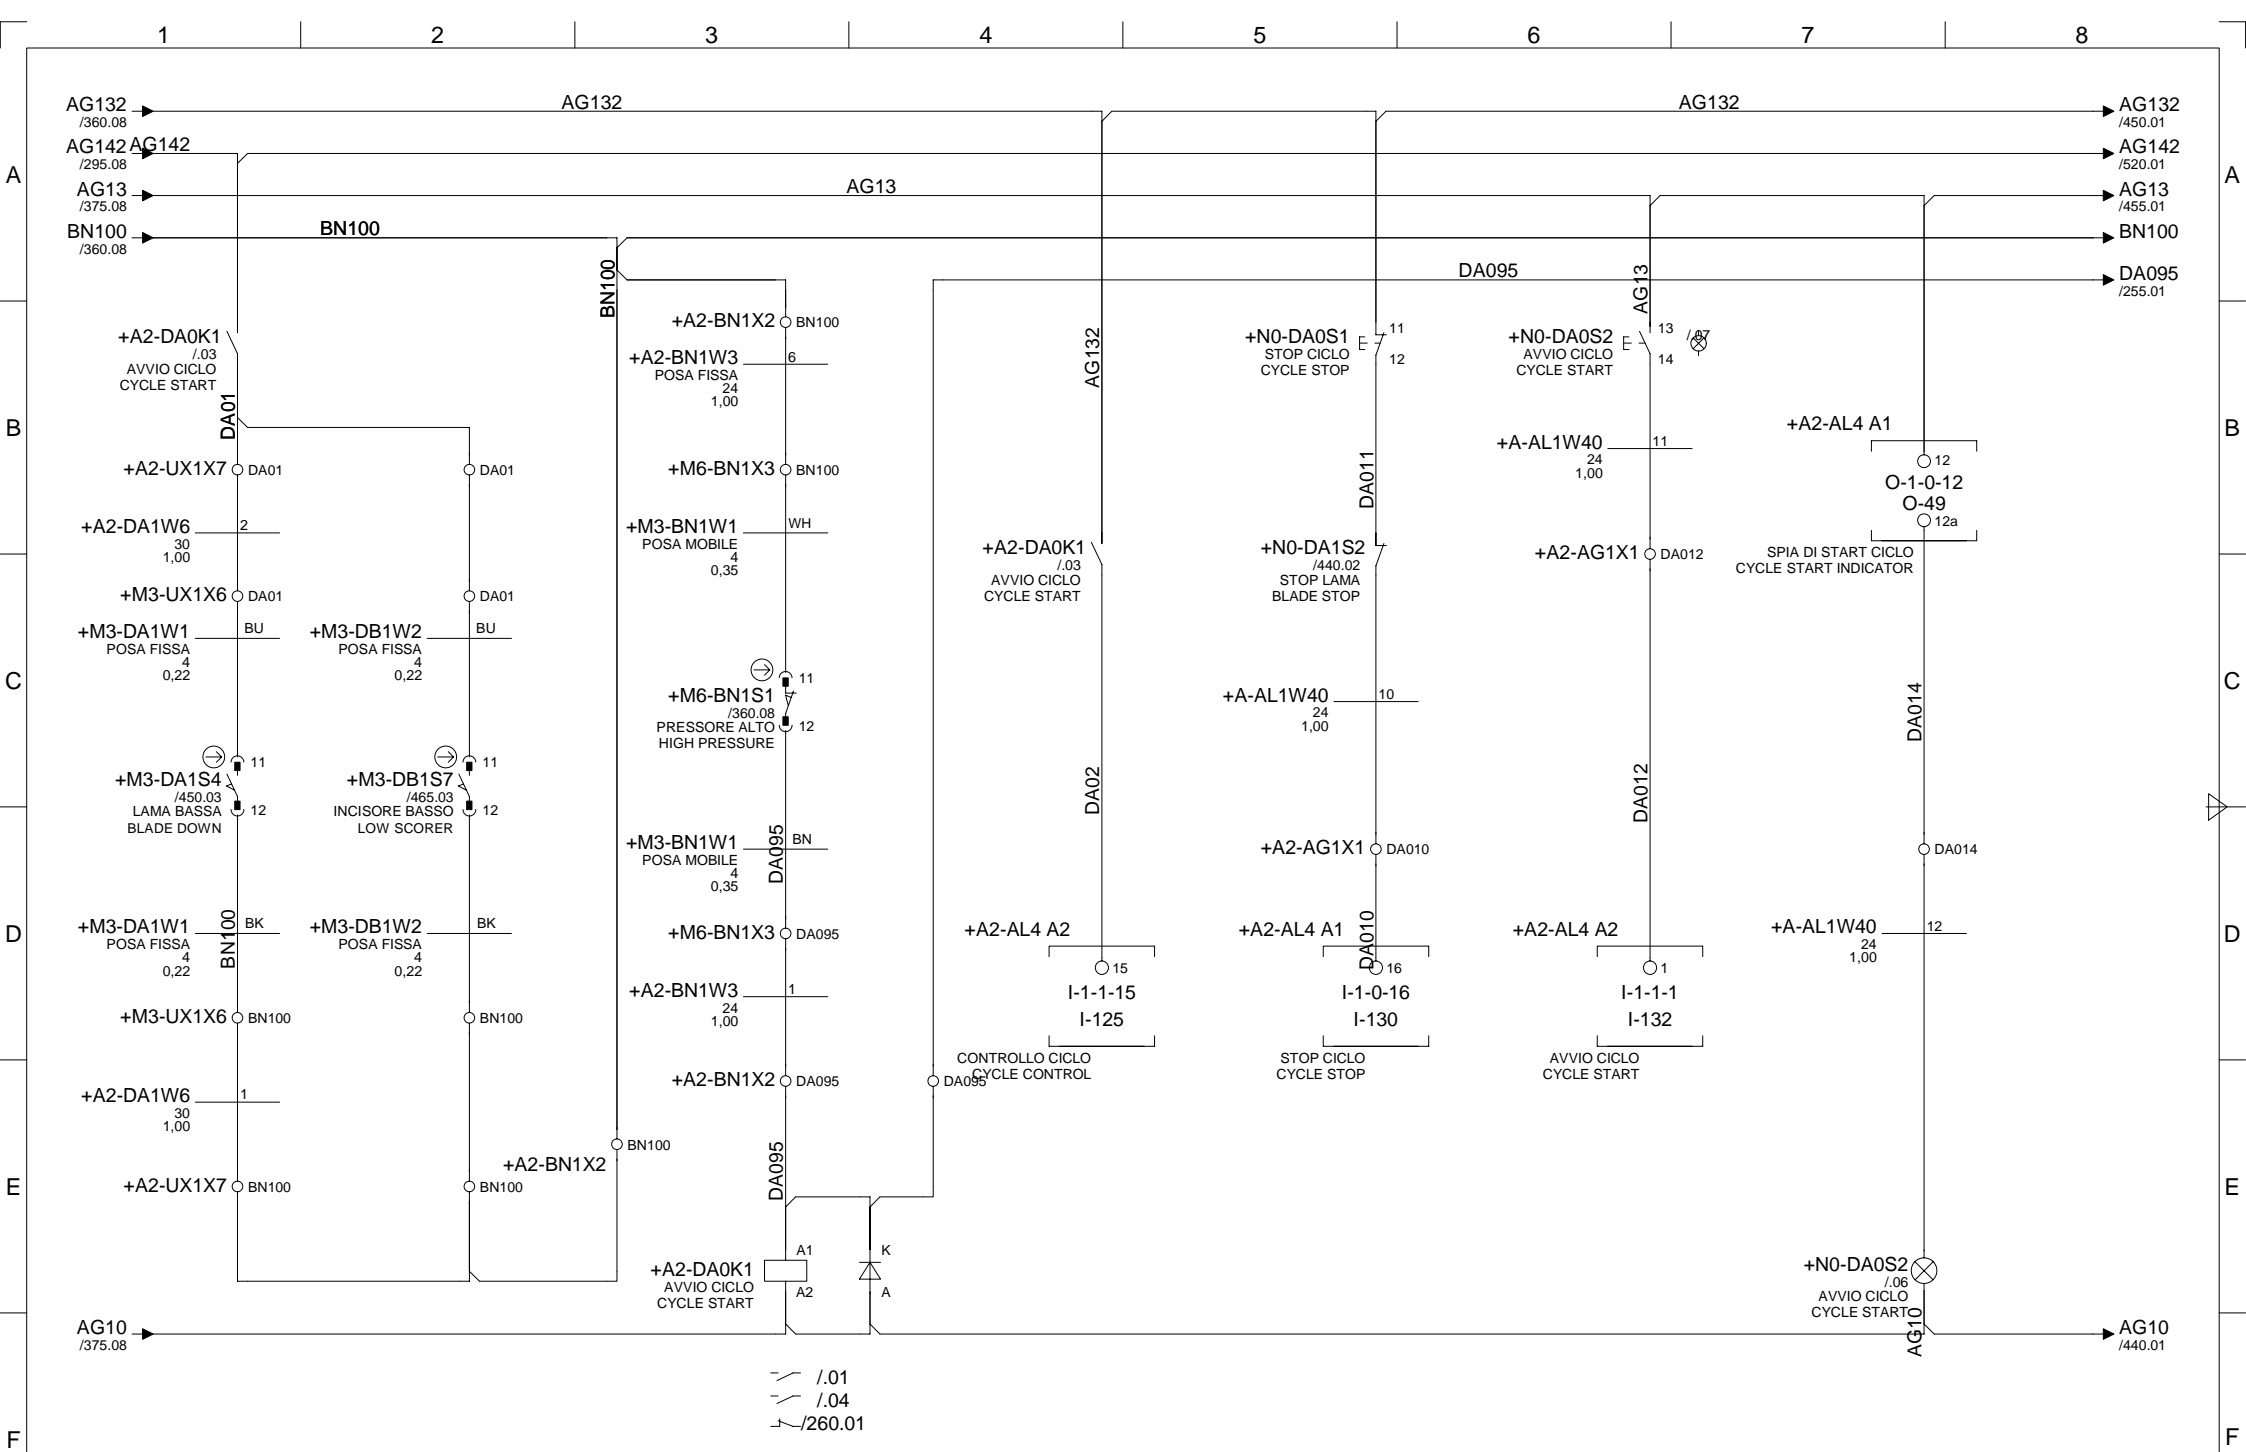 1 2 3 4 5 6 7 8
AG132 AG132 AG132 AG132
/360.08 /450.01
AG142 AG142 AG142
/295.08 /520.01
A A
AG13 AG13 AG13
/375.08 /455.01
BN100 BN100 BN100
/360.08
BN100
DA095 DA095
/255.01
AG13
+A2-DA0K1
/.03
AVVIO CICLO
CYCLE START
DA01
+A2-UX1X7 DA01
DA01
+A2-DA1W6 2
30
1,00
+M3-UX1X6 DA01
DA01
+M3-DA1W1 BU
POSA FISSA
4
0,22
+M3-DB1W2 BU
POSA FISSA
4
0,22
11
+M3-DA1S4
/450.03
LAMA BASSA 12
BLADE DOWN
11
+M3-DB1S7
/465.03
INCISORE BASSO 12
LOW SCORER
+M3-DA1W1 BK
POSA FISSA
4
0,22
BN100
+M3-DB1W2 BK
POSA FISSA
4
0,22
+M3-UX1X6 BN100
BN100
+A2-DA1W6 1
30
1,00
+A2-UX1X7 BN100
BN100
BN100
+A2-BN1X2
+A2-BN1X2 BN100
+A2-BN1W3 6
POSA FISSA
24
1,00
+M6-BN1X3 BN100
+M3-BN1W1 WH
POSA MOBILE
4
0,35
11
+M6-BN1S1
/360.08
PRESSORE ALTO 12
HIGH PRESSURE
+M3-BN1W1 BN
POSA MOBILE
4
0,35
DA095
+M6-BN1X3 DA095
+A2-BN1W3 1
24
1,00
+A2-BN1X2 DA095
DA095
DA095
A1 K
+A2-DA0K1
AVVIO CICLO A2 A
CYCLE START
AG132
+A2-DA0K1
/.03
AVVIO CICLO
CYCLE START
DA02
+A2-AL4 A2
15
I-1-1-15
I-125
CONTROLLO CICLO
CYCLE CONTROL
+N0-DA0S1 11
STOP CICLO 12
CYCLE STOP
DA011
+N0-DA1S2
/440.02
STOP LAMA
BLADE STOP
+A-AL1W40 10
24
1,00
+A2-AG1X1 DA010
DA010
+A2-AL4 A1
16
I-1-0-16
I-130
STOP CICLO
CYCLE STOP
+N0-DA0S2 13 /.07
AVVIO CICLO 14
CYCLE START
+A-AL1W40 11
24
1,00
+A2-AG1X1 DA012
DA012
+A2-AL4 A2
1
I-1-1-1
I-132
AVVIO CICLO
CYCLE START
+A2-AL4 A1
12
O-1-0-12
O-49
12a
SPIA DI START CICLO
CYCLE START INDICATOR
DA014
DA014
+A-AL1W40 12
24
1,00
+N0-DA0S2
/.06
AVVIO CICLO
CYCLE START
AG10
B B
C C
D D
E E
AG10 AG10
/375.08 /440.01
/.01
/.04
/260.01
F F